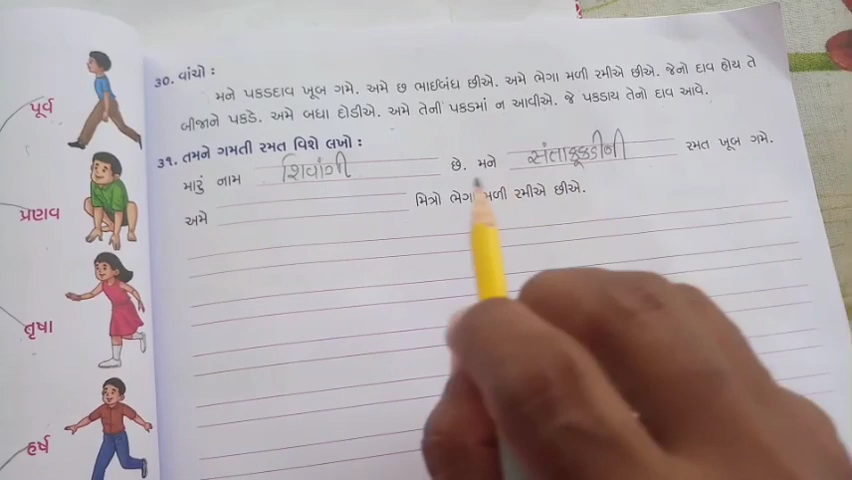 ૩૦. વાંચો :
મને પકડદાવ ખૂબ ગમે. અમે છ ભાઈબંધ છીએ. અમે ભેગા મળી રમીએ છીએ. જેનો દાવ હોય તે
બીજાને પકડે. અમે બધા દોડીએ. અમે તેની પકડમાં ન આવીએ. જે પકડાય તેનો દાવ આવે.
૩૧. તમને ગમતી રમત વિશે લખો :
મારું નામ શિવાંગી છે. મને સંતાકૂકડીની રમત ખૂબ ગમે.
અમે મિત્રો ભેગા મળી રમીએ છીએ.
પૂર્વ
પ્રણવ
તૃષા
હર્ષ